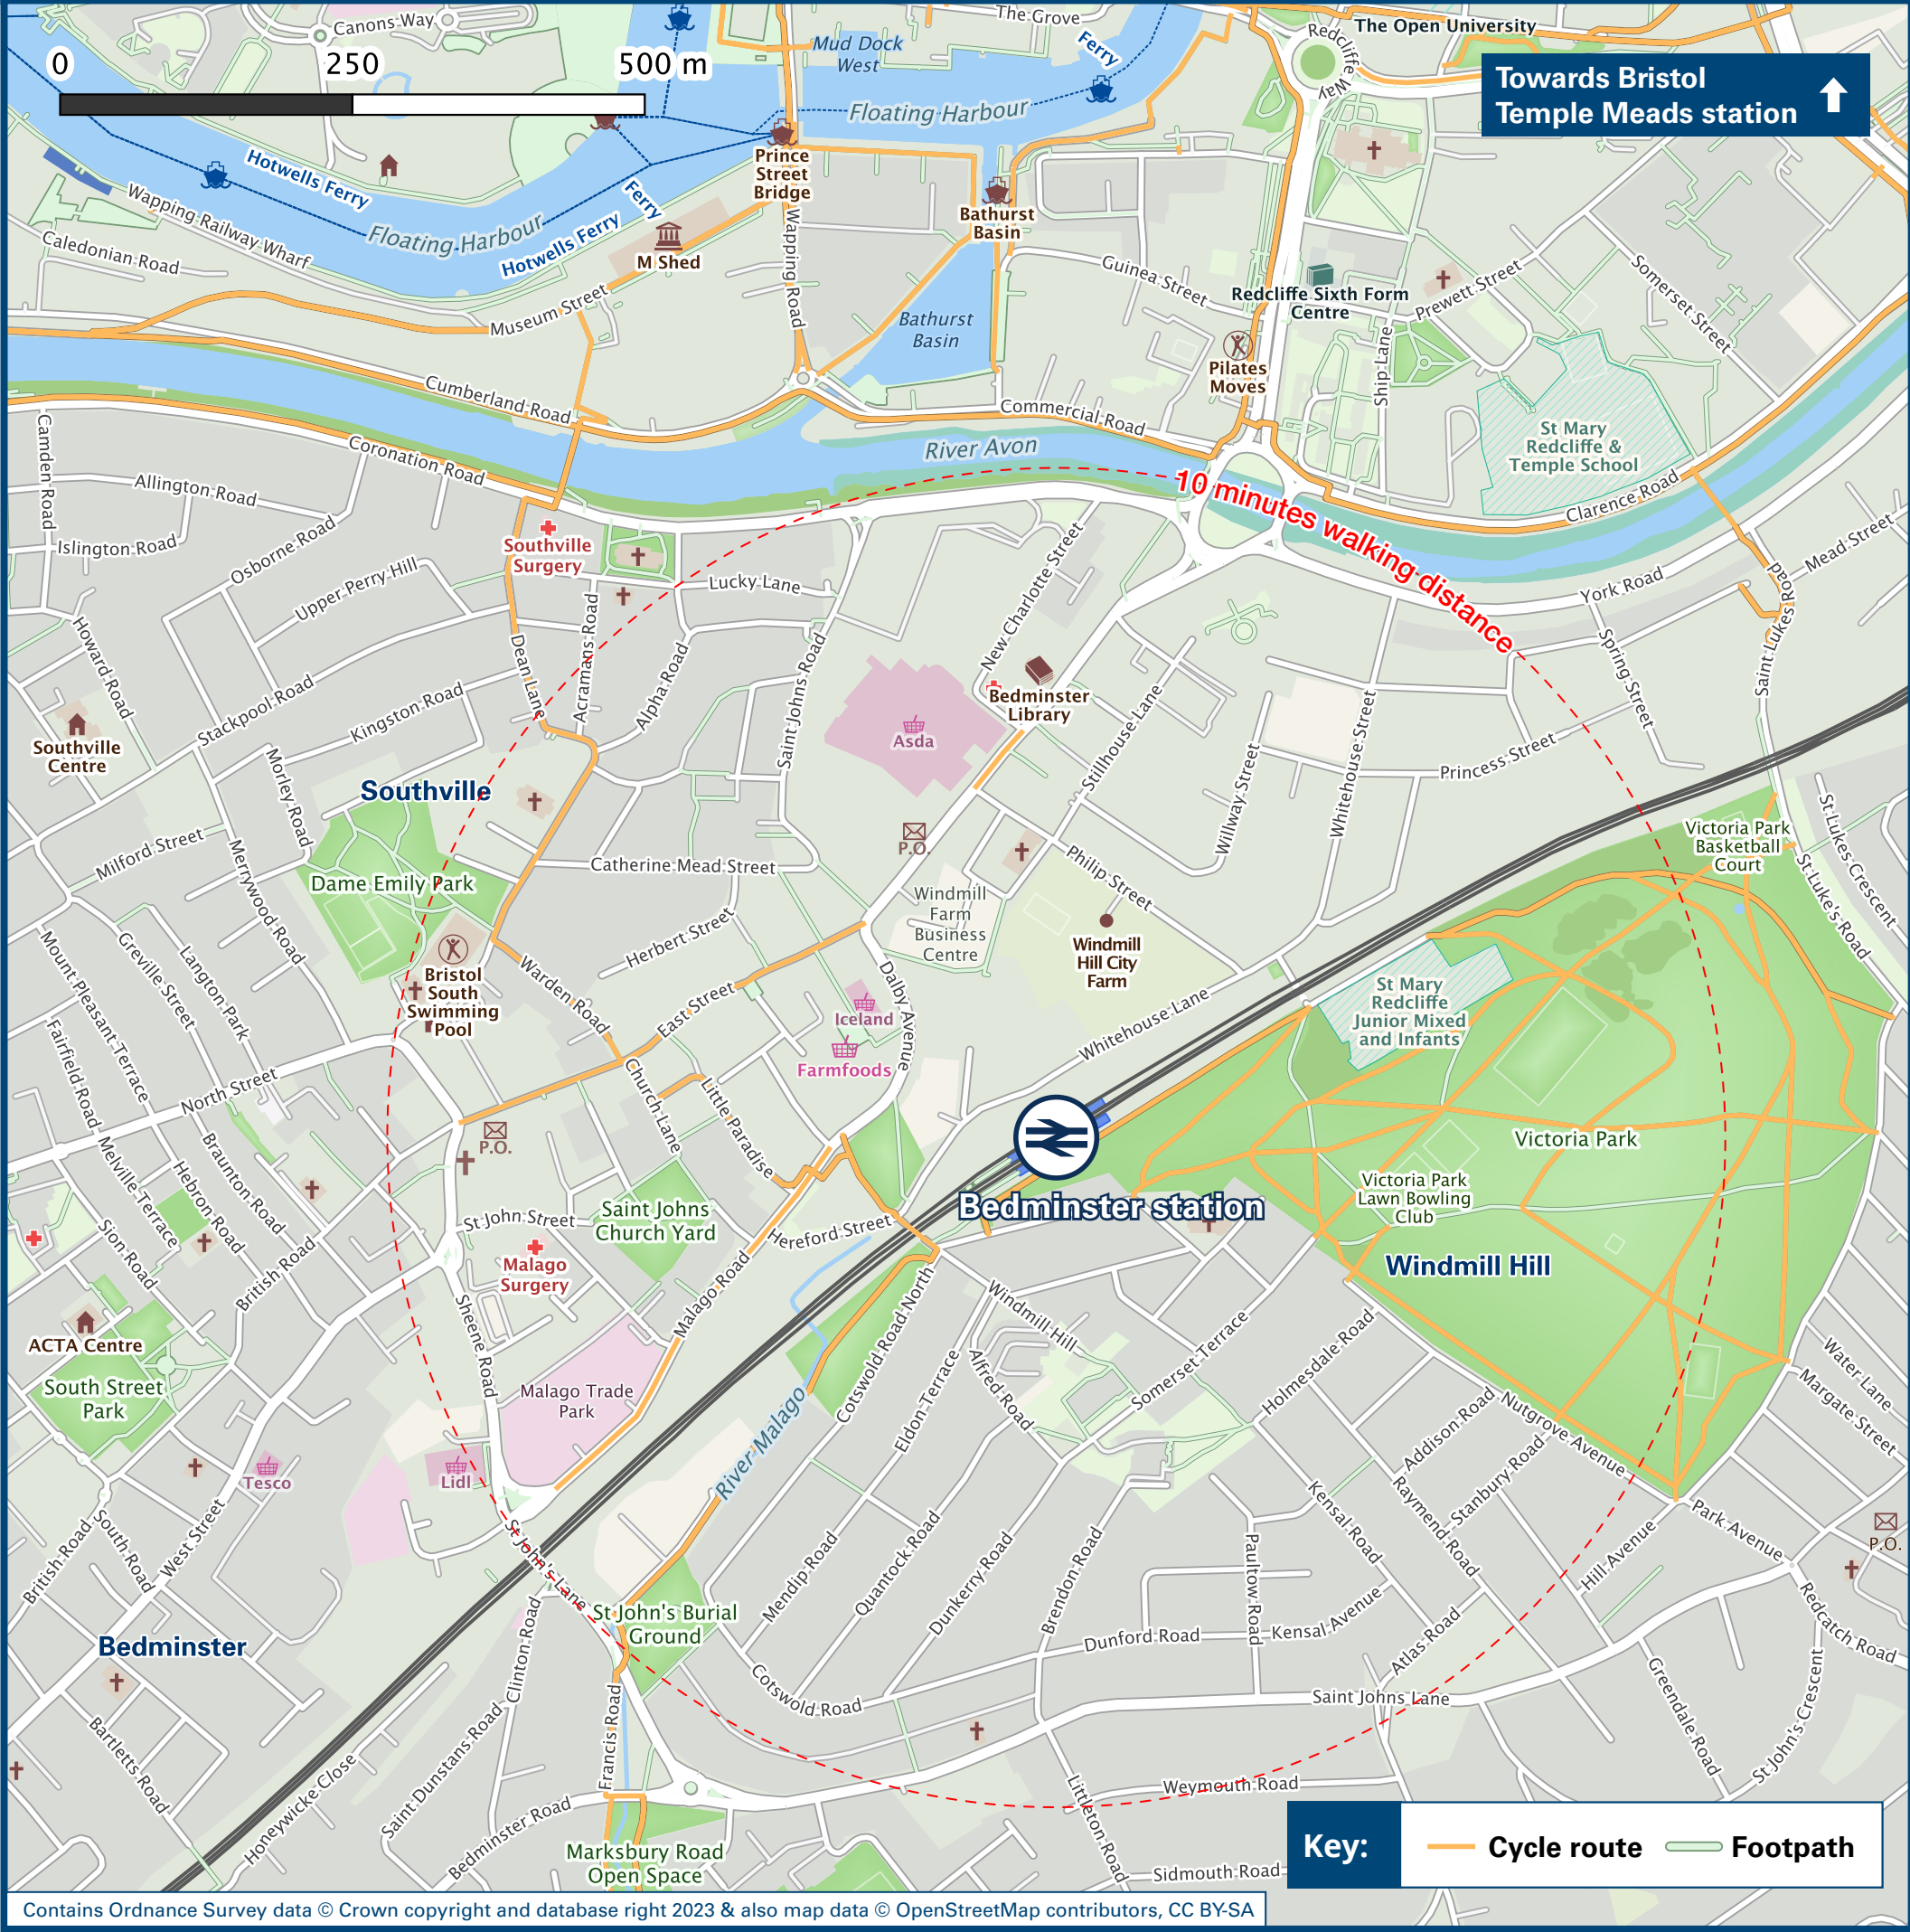 Canons Way
The Grove
The Open University
0
250
500 m
Mud Dock
West
Ferry
Redcliffe Way
Towards Bristol
Temple Meads station
Floating Harbour
Hotwells Ferry
Prince
Street
Bridge
Ferry
Bathurst
Basin
Wapping Railway Wharf
Floating Harbour
Hotwells Ferry
M Shed
Wapping Road
Caledonian Road
Guinea Street
Redcliffe Sixth Form
Centre
Prewett Street
Somerset Street
Museum Street
Bathurst
Basin
Pilates
Moves
Ship Lane
Cumberland Road
Commercial Road
River Avon
St Mary
Redcliffe &
Temple School
Clarence Road
Camden Road
Coronation Road
Allington Road
10 minutes walking distance
Mead Street
Islington Road
Osborne Road
Southville
Surgery
Upper Perry Hill
Lucky Lane
New Charlotte Street
York Road
Saint Lukes Road
Howard Road
Dean Lane
Acramans Road
Alpha Road
Saint Johns Road
Spring Street
Stackpool Road
Kingston Road
Bedminster
Library
Stillhouse Lane
Southville
Centre
Asda
Whitehouse Street
Willway Street
Princess Street
Morley Road
Southville
Milford Street
Merrywood Road
P.O.
Catherine Mead Street
Philip Street
Victoria Park
Basketball
Court
St Lukes Crescent
St Luke's Road
Dame Emily Park
Windmill
Farm
Business
Centre
Windmill
Hill City
Farm
Herbert Street
Mount Pleasant Terrace
Greville Street
Langton Park
Bristol
South
Swimming
Pool
Warden Road
East Street
Dalby Avenue
Iceland
Farmfoods
Whitehouse Lane
St Mary
Redcliffe
Junior Mixed
and Infants
Fairfield Road
North Street
Church Lane
Little Paradise
P.O.
Victoria Park
Melville Terrace
Hebron Road
Braunton Road
Bedminster station
Victoria Park
Lawn Bowling
Club
Sion Road
St John Street
Saint Johns
Church Yard
Hereford Street
Malago
Surgery
British Road
Malago Road
Windmill Hill
ACTA Centre
Sheene Road
Cotswold Road North
Windmill Hill
Somerset Terrace
Holmesdale Road
Water Lane
Margate Street
South Street
Park
Malago Trade
Park
River Malago
Eldon Terrace
Alfred Road
Addison Road
Nutgrove Avenue
Stanbury Road
Tesco
Lidl
Kensal Road
Raymend Road
Park Avenue
P.O.
British Road
South Road
West Street
St John's Lane
Mendip Road
Quantock Road
Dunkerry Road
Brendon Road
Paultow Road
Hill Avenue
Redcatch Road
Bedminster
St John's Burial
Ground
Dunford Road
Kensal Avenue
Atlas Road
Clinton Road
Cotswold Road
Saint Johns Lane
Greendale Road
St John's Crescent
Bartletts Road
Honeywicke Close
Saint Dunstans Road
Francis Road
Bedminster Road
Weymouth Road
Littleton Road
Marksbury Road
Open Space
Sidmouth Road
Key:
Cycle route
Footpath
Contains Ordnance Survey data © Crown copyright and database right 2023 & also map data © OpenStreetMap contributors, CC BY-SA